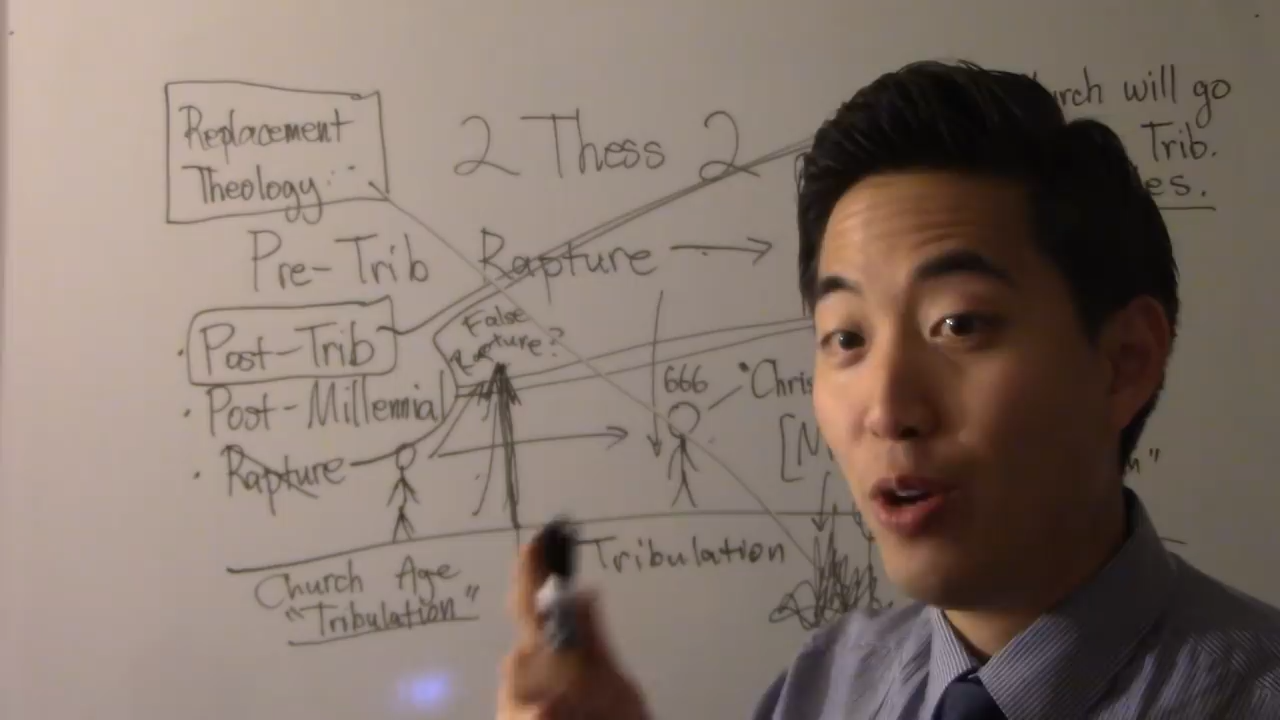 Replacement
Theology
2 Thess 2
will go
Trib.
Pre-Trib Rapture
Post-Trib
Post-Millennial
Rapture
False
Rapture?
666
Church Age
"Tribulation"
Tribulation